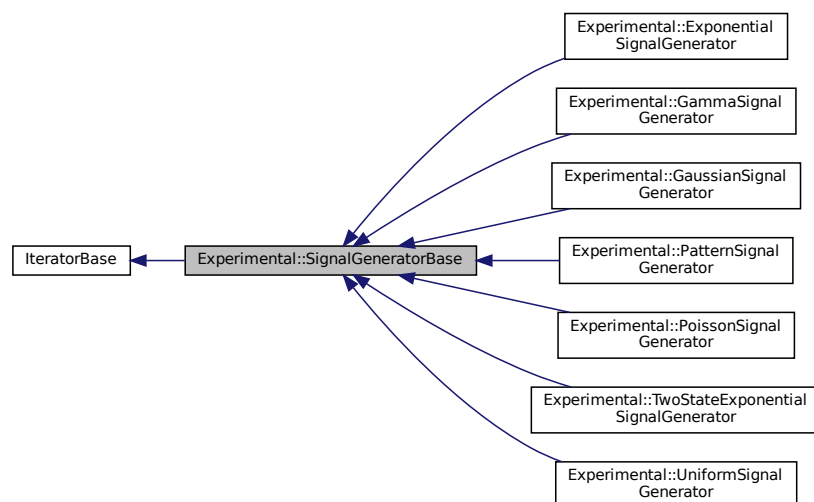 Experimental::Exponential
SignalGenerator
Experimental::GammaSignal
Generator
Experimental::GaussianSignal
Generator
IteratorBase
Experimental::SignalGeneratorBase
Experimental::PatternSignal
Generator
Experimental::PoissonSignal
Generator
Experimental::TwoStateExponential
SignalGenerator
Experimental::UniformSignal
Generator